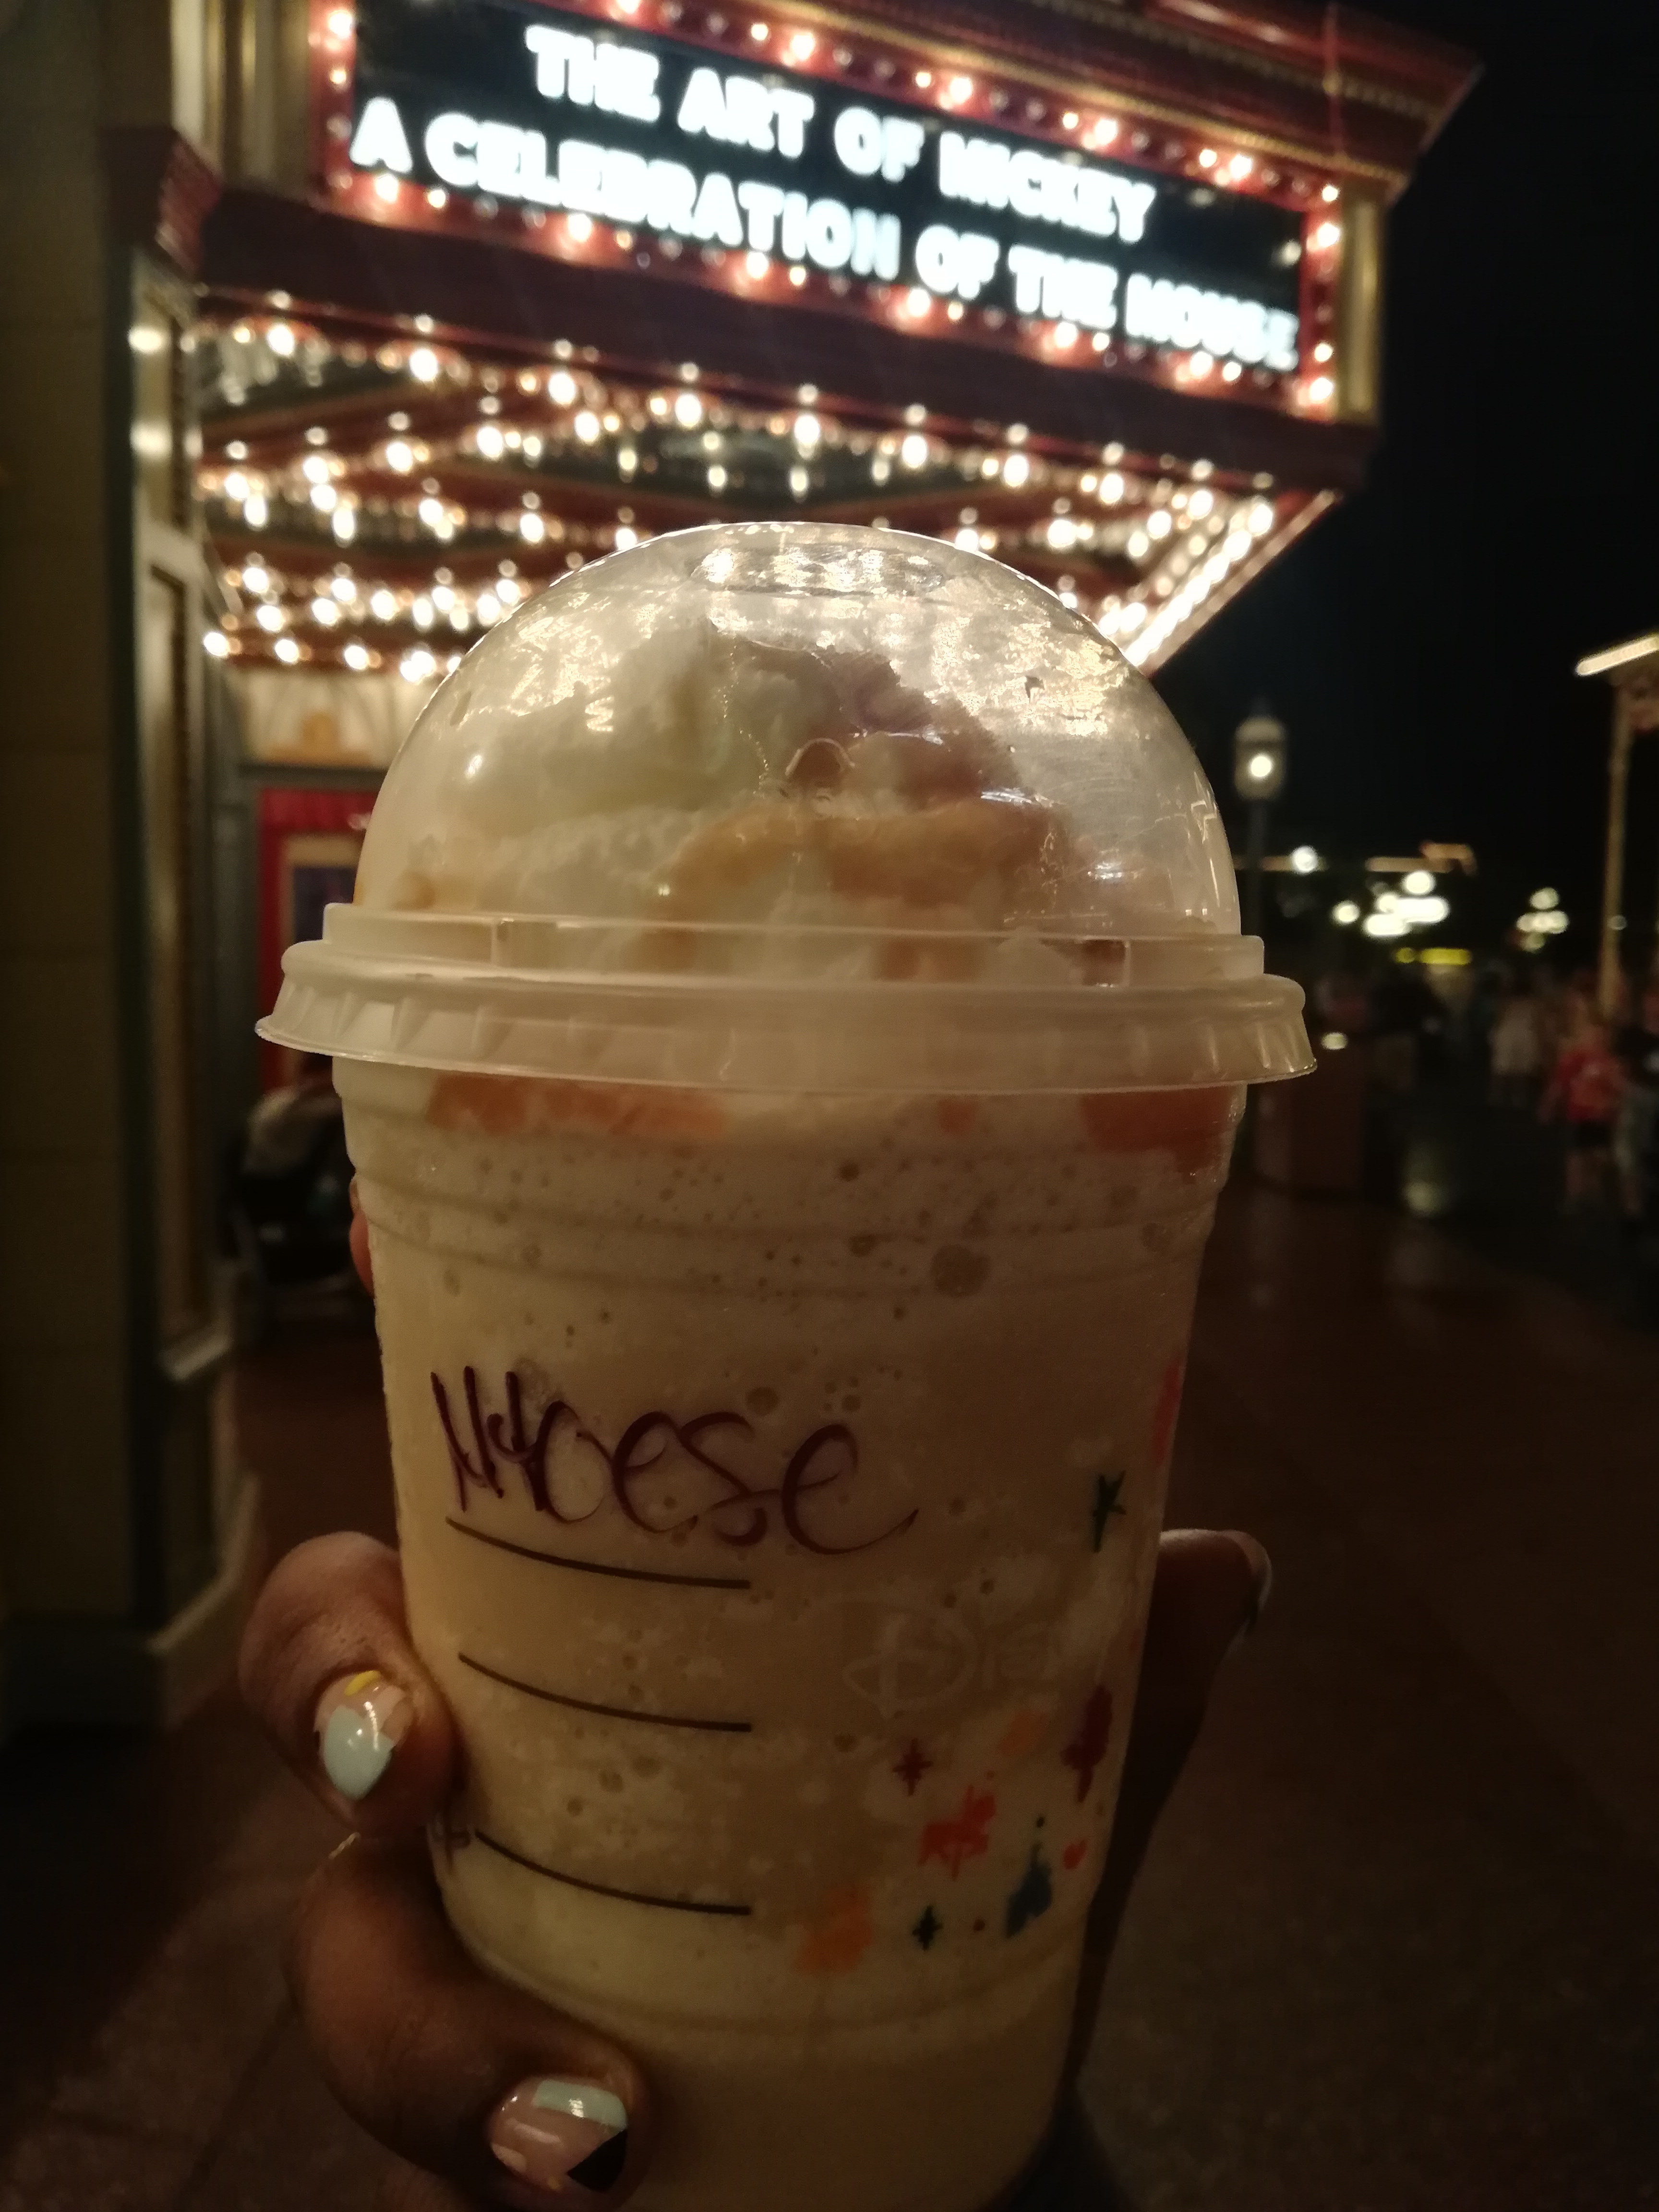 THE ART OF MICKEY
A CELEBRATION OF THE MOUSE